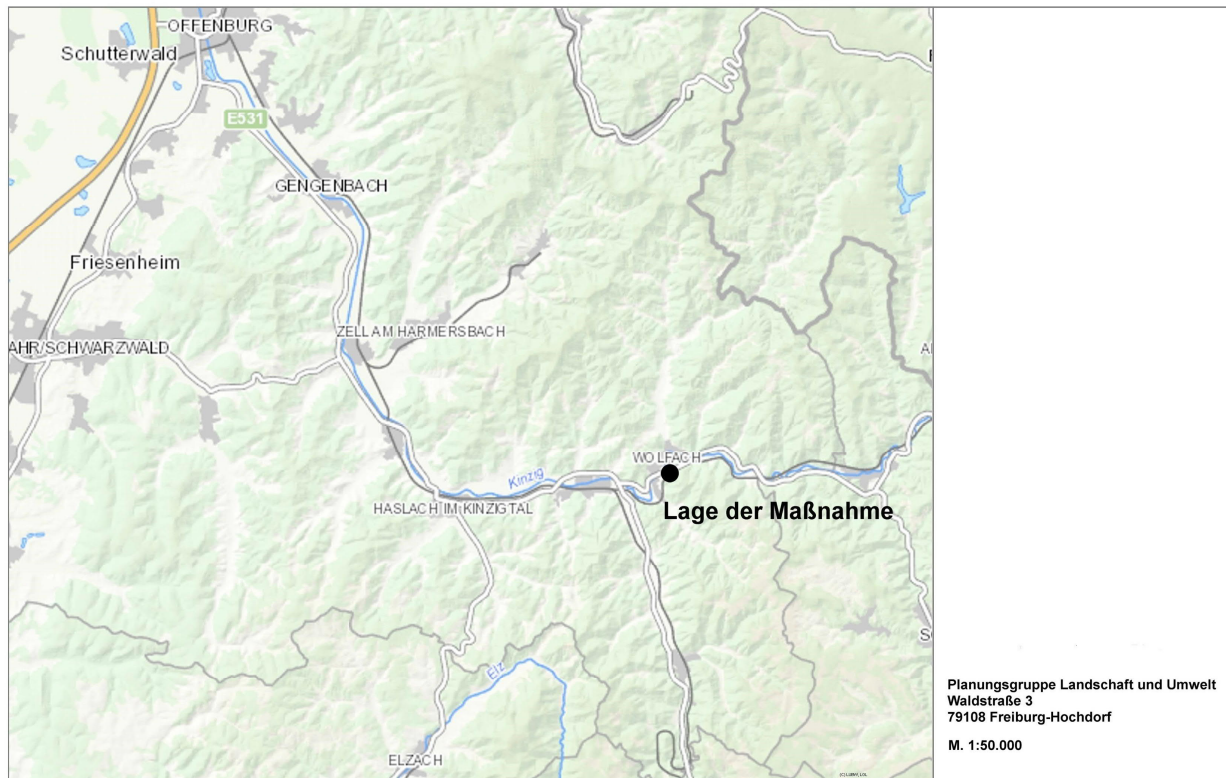 OFFENBURG
Schutterwald
E531
GENGENBACH
Friesenheim
ZELL AM HARMERSBACH
AHR/SCHWARZWALD
WOLFACH
Kinzig
HASLACH IM KINZIGTAL
Lage der Maßnahme
Elz
ELZACH
Planungsgruppe Landschaft und Umwelt
Waldstraße 3
79108 Freiburg-Hochdorf
M. 1:50.000